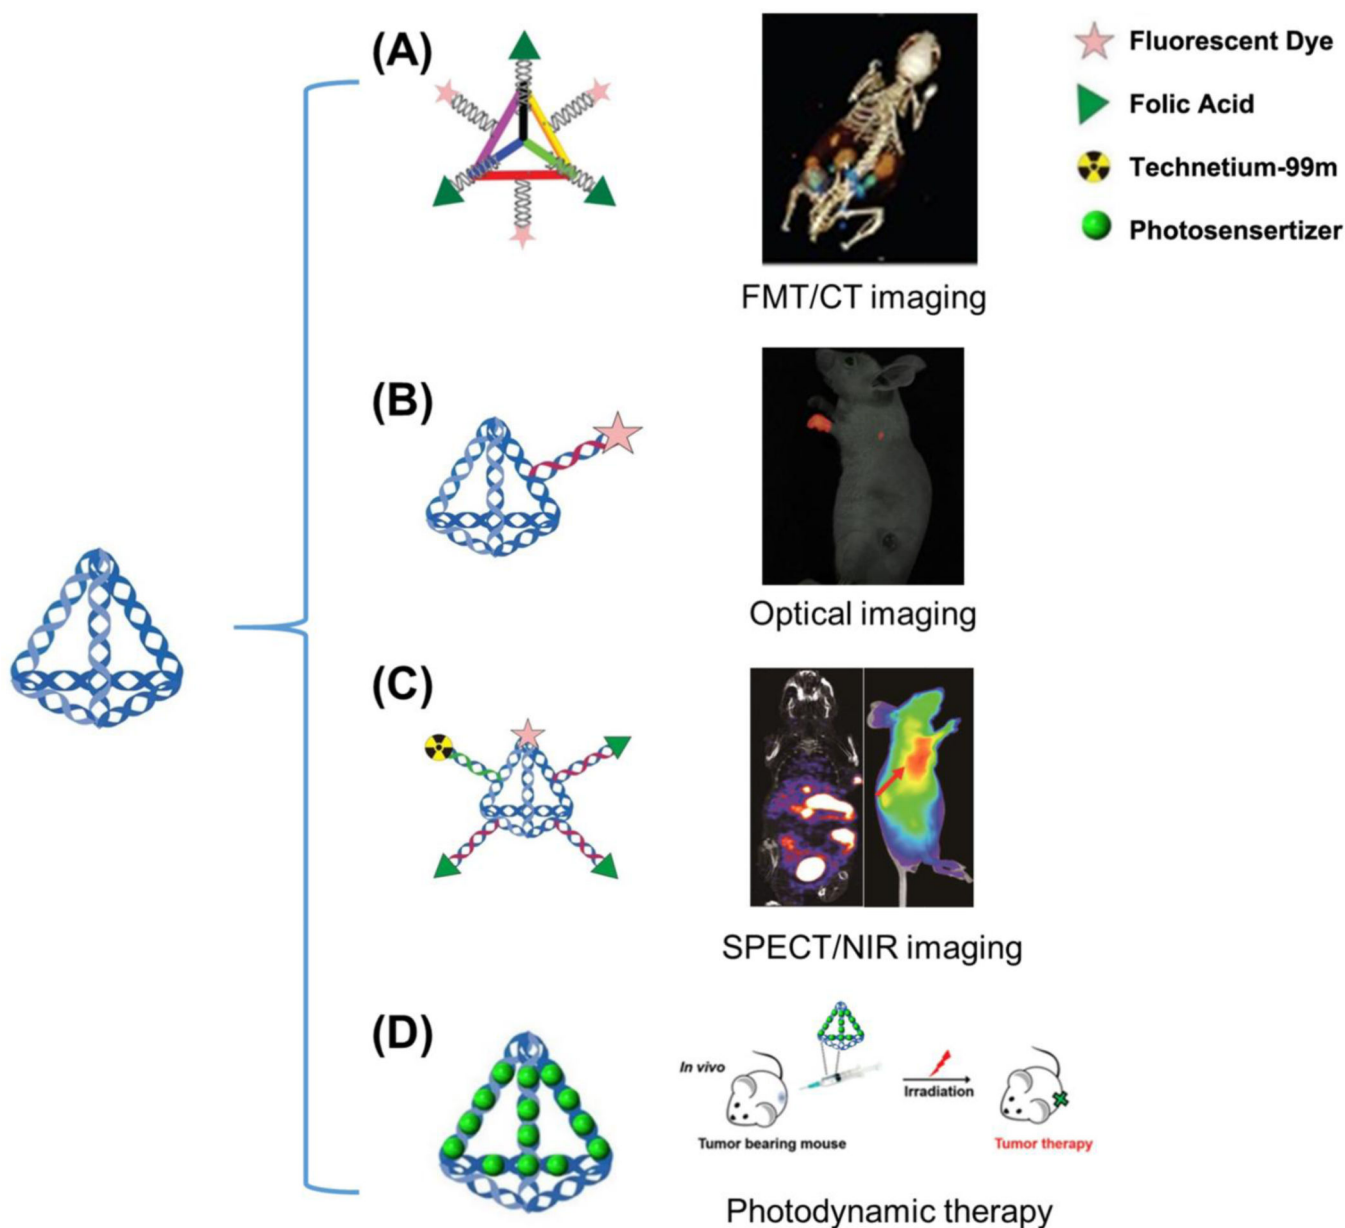 (A)
FMT/CT imaging
Fluorescent Dye
Folic Acid
Technetium-99m
Photosensertizer
(B)
Optical imaging
(C)
SPECT/NIR imaging
(D)
In vivo
Irradiation
Tumor bearing mouse
Tumor therapy
Photodynamic therapy